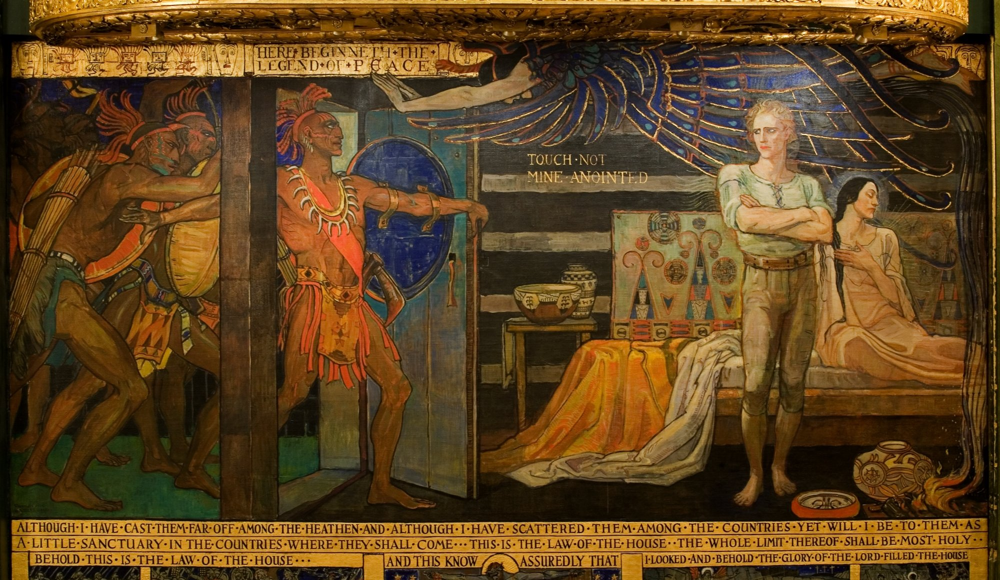 HERE·BEGINNETH·THE·
LEGEND·OF·PEACE
TOUCH·NOT
MINE·ANOINTED
ALTHOUGH·I·HAVE·CAST·THEM·FAR·OFF·AMONG·THE·HEATHEN·AND·ALTHOUGH·I·HAVE·SCATTERED·THEM·AMONG·THE·COUNTRIES·YET·WILL·I·BE·TO·THEM·AS
A·LITTLE·SANCTUARY·IN·THE·COUNTRIES·WHERE·THEY·SHALL·COME···THIS·IS·THE·LAW·OF·THE·HOUSE··THE·WHOLE·LIMIT·THEREOF·SHALL·BE·MOST·HOLY··
BEHOLD·THIS·IS·THE·LAW·OF·THE·HOUSE···
AND THIS KNOW ASSUREDLY THAT
I·LOOKED·AND·BEHOLD·THE·GLORY·OF·THE·LORD·FILLED·THE·HOUSE